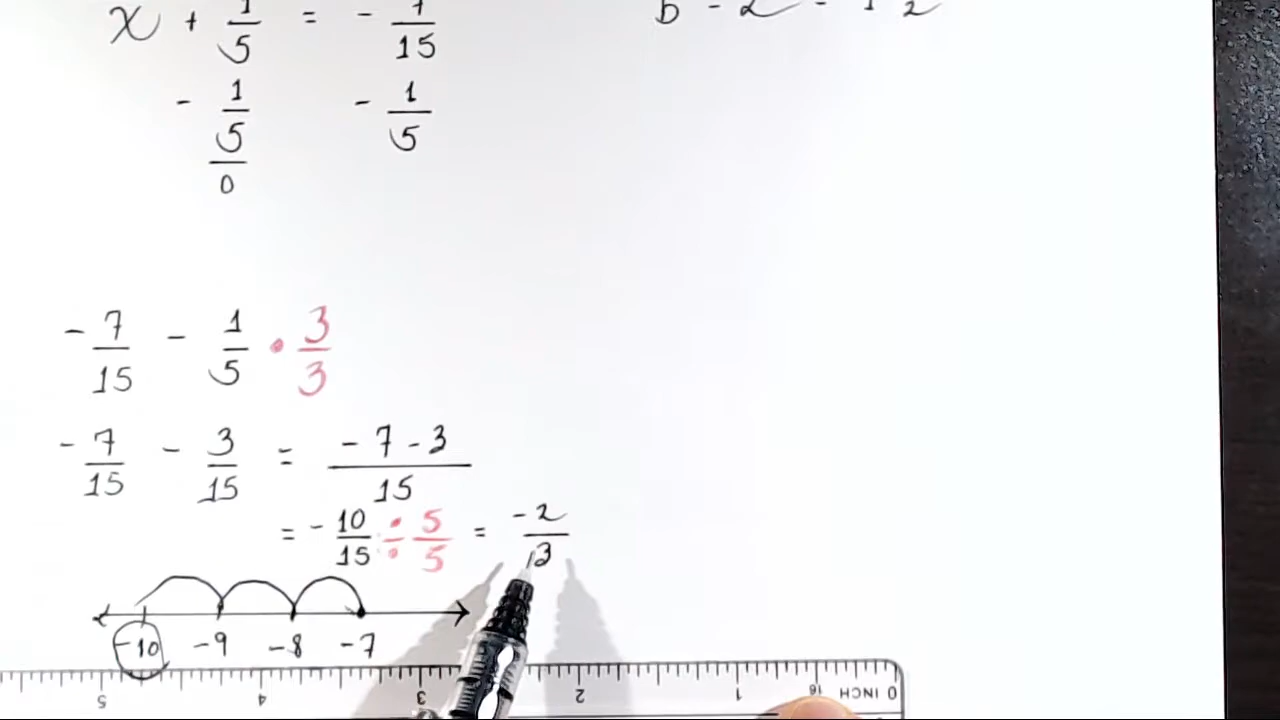 x + 1/5 = - 7/15
b - 2 =
- 1/5 - 1/5
0
- 7/15 - 1/5 • 3/3
- 7/15 - 3/15 = - 7 - 3 / 15
= - 10/15 ÷ 5/5 = -2/3
-10 -9 -8 -7
5 4 3 2 1 16 0 INCH